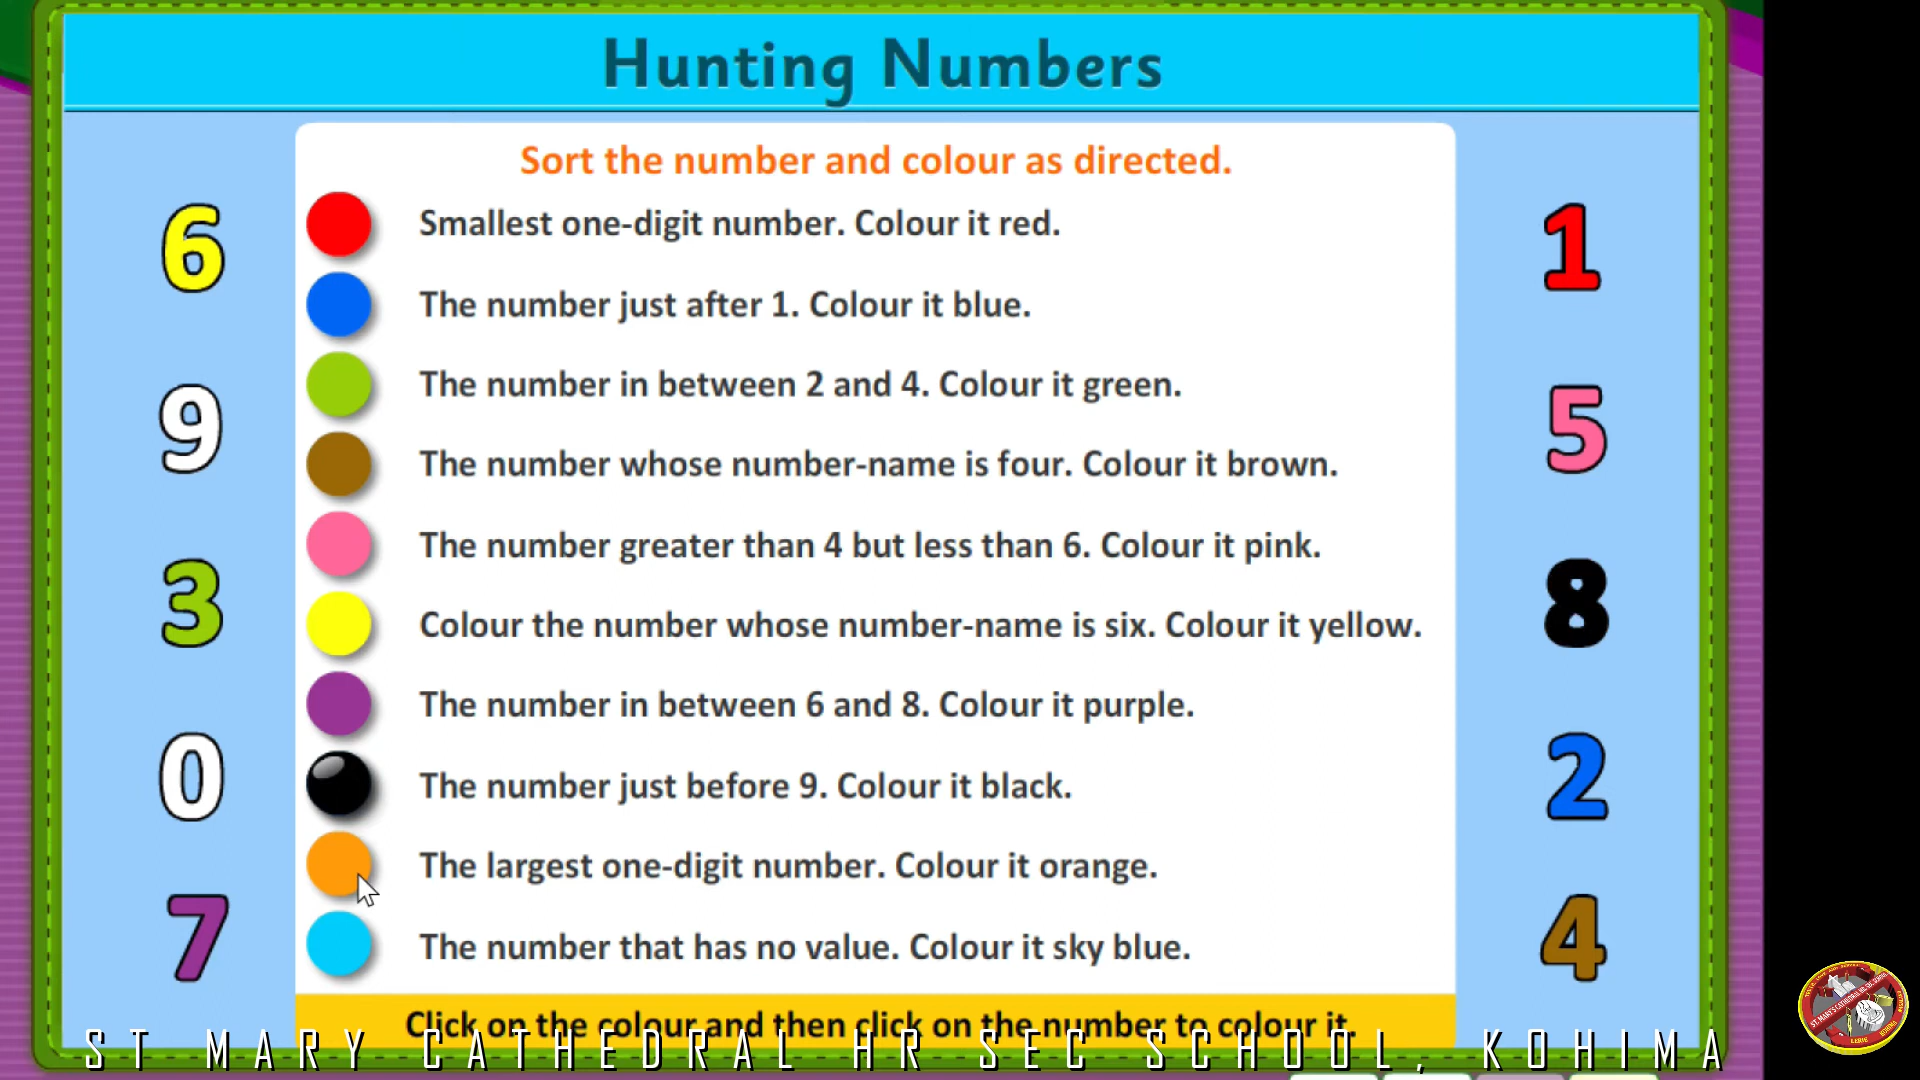 Hunting Numbers
Sort the number and colour as directed.
6
1
Smallest one-digit number. Colour it red.
The number just after 1. Colour it blue.
The number in between 2 and 4. Colour it green.
9
5
The number whose number-name is four. Colour it brown.
The number greater than 4 but less than 6. Colour it pink.
3
8
Colour the number whose number-name is six. Colour it yellow.
The number in between 6 and 8. Colour it purple.
0
2
The number just before 9. Colour it black.
The largest one-digit number. Colour it orange.
7
4
The number that has no value. Colour it sky blue.
Click on the colour and then click on the number to colour it.
ST MARY CATHEDRAL HR SEC SCHOOL, KOHIMA